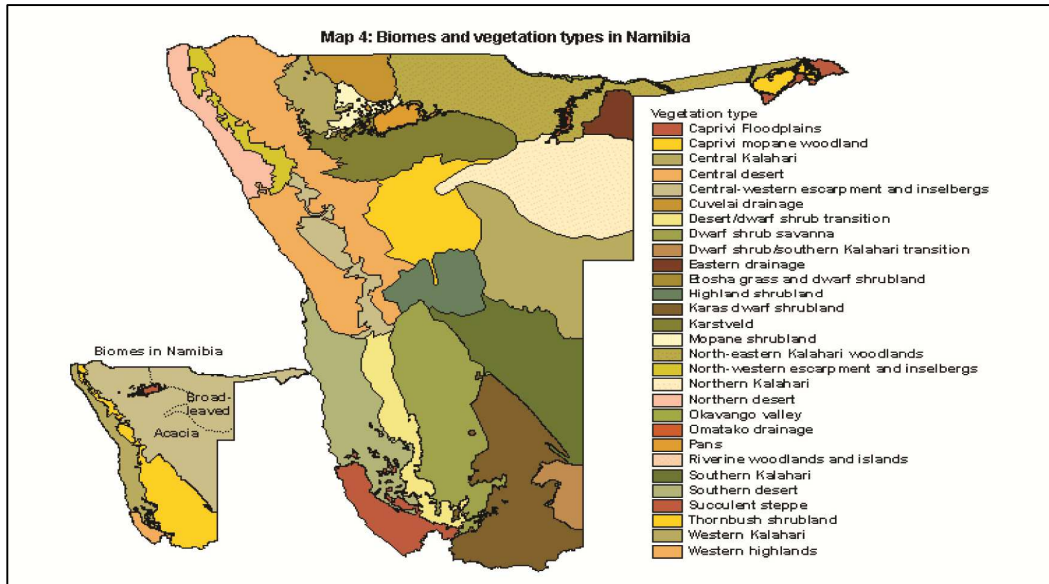 Map 4: Biomes and vegetation types in Namibia
Vegetation type
Caprivi Floodplains
Caprivi mopane woodland
Central Kalahari
Central desert
Central-western escarpment and inselbergs
Cuvelai drainage
Desert/dwarf shrub transition
Dwarf shrub savanna
Dwarf shrub/southern Kalahari transition
Eastern drainage
Etosha grass and dwarf shrubland
Highland shrubland
Karas dwarf shrubland
Karstveld
Mopane shrubland
North-eastern Kalahari woodlands
North-western escarpment and inselbergs
Northern Kalahari
Northern desert
Okavango valley
Omatako drainage
Pans
Riverine woodlands and islands
Southern Kalahari
Southern desert
Succulent steppe
Thornbush shrubland
Western Kalahari
Western highlands
Biomes in Namibia
Broad-
leaved
Acacia